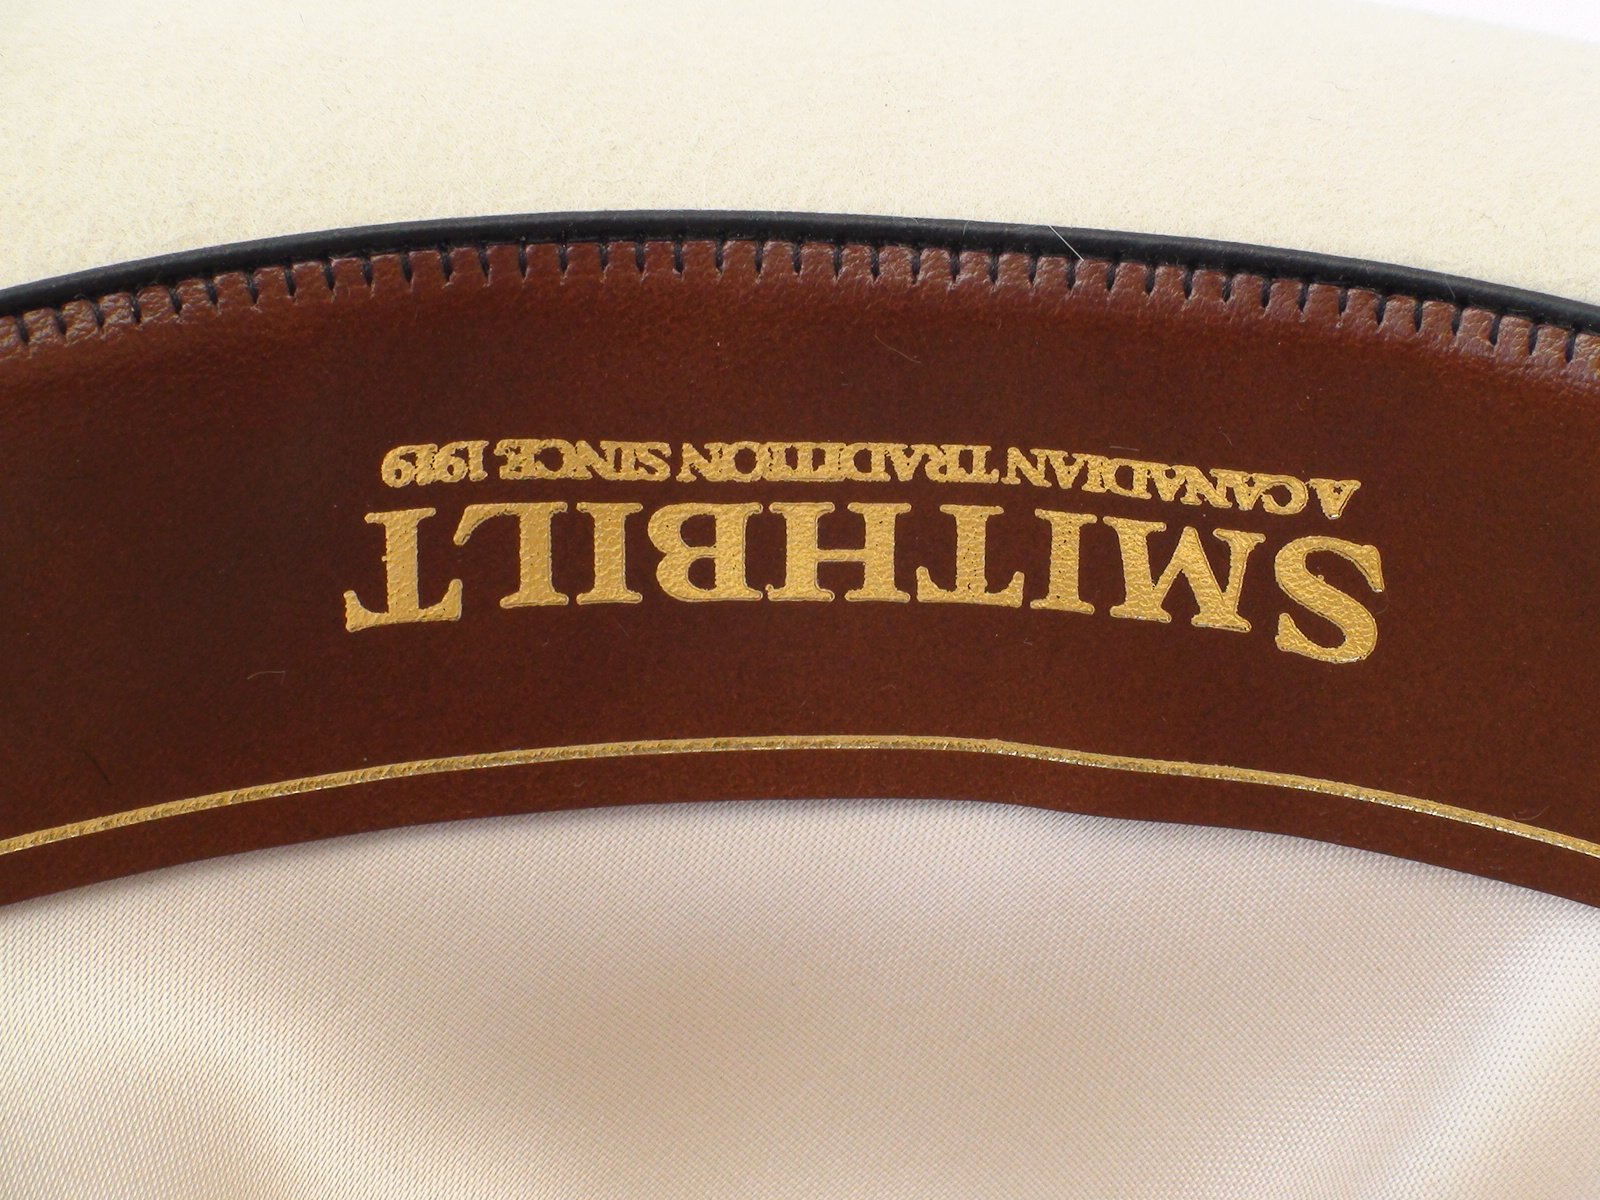 SMITHBILT
A CANADIAN TRADITION SINCE 1919